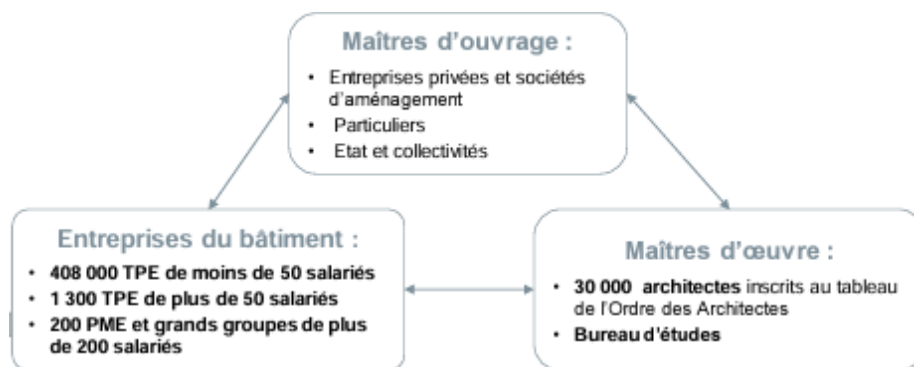 Maîtres d'ouvrage :
• Entreprises privées et sociétés
d'aménagement
• Particuliers
• Etat et collectivités
Entreprises du bâtiment :
• 408 000 TPE de moins de 50 salariés
• 1 300 TPE de plus de 50 salariés
• 200 PME et grands groupes de plus
de 200 salariés
Maîtres d'œuvre :
• 30 000 architectes inscrits au tableau
de l'Ordre des Architectes
• Bureau d'études